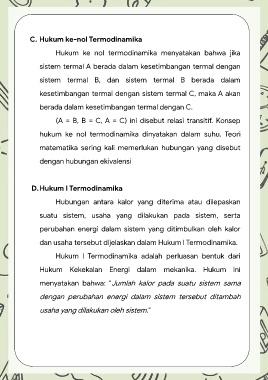 C. Hukum ke-nol Termodinamika
Hukum ke nol termodinamika menyatakan bahwa jika
sistem termal A berada dalam kesetimbangan termal dengan
sistem termal B, dan sistem termal B berada dalam
kesetimbangan termal dengan sistem termal C, maka A akan
berada dalam kesetimbangan termal dengan C.
(A = B, B = C, A = C) ini disebut relasi transitif. Konsep
hukum ke nol termodinamika dinyatakan dalam suhu. Teori
matematika sering kali memerlukan hubungan yang disebut
dengan hubungan ekivalensi
D. Hukum I Termodinamika
Hubungan antara kalor yang diterima atau dilepaskan
suatu sistem, usaha yang dilakukan pada sistem, serta
perubahan energi dalam sistem yang ditimbulkan oleh kalor
dan usaha tersebut dijelaskan dalam Hukum I Termodinamika.
Hukum I Termodinamika adalah perluasan bentuk dari
Hukum Kekekalan Energi dalam mekanika. Hukum ini
menyatakan bahwa: "Jumlah kalor pada suatu sistem sama
dengan perubahan energi dalam sistem tersebut ditambah
usaha yang dilakukan oleh sistem."